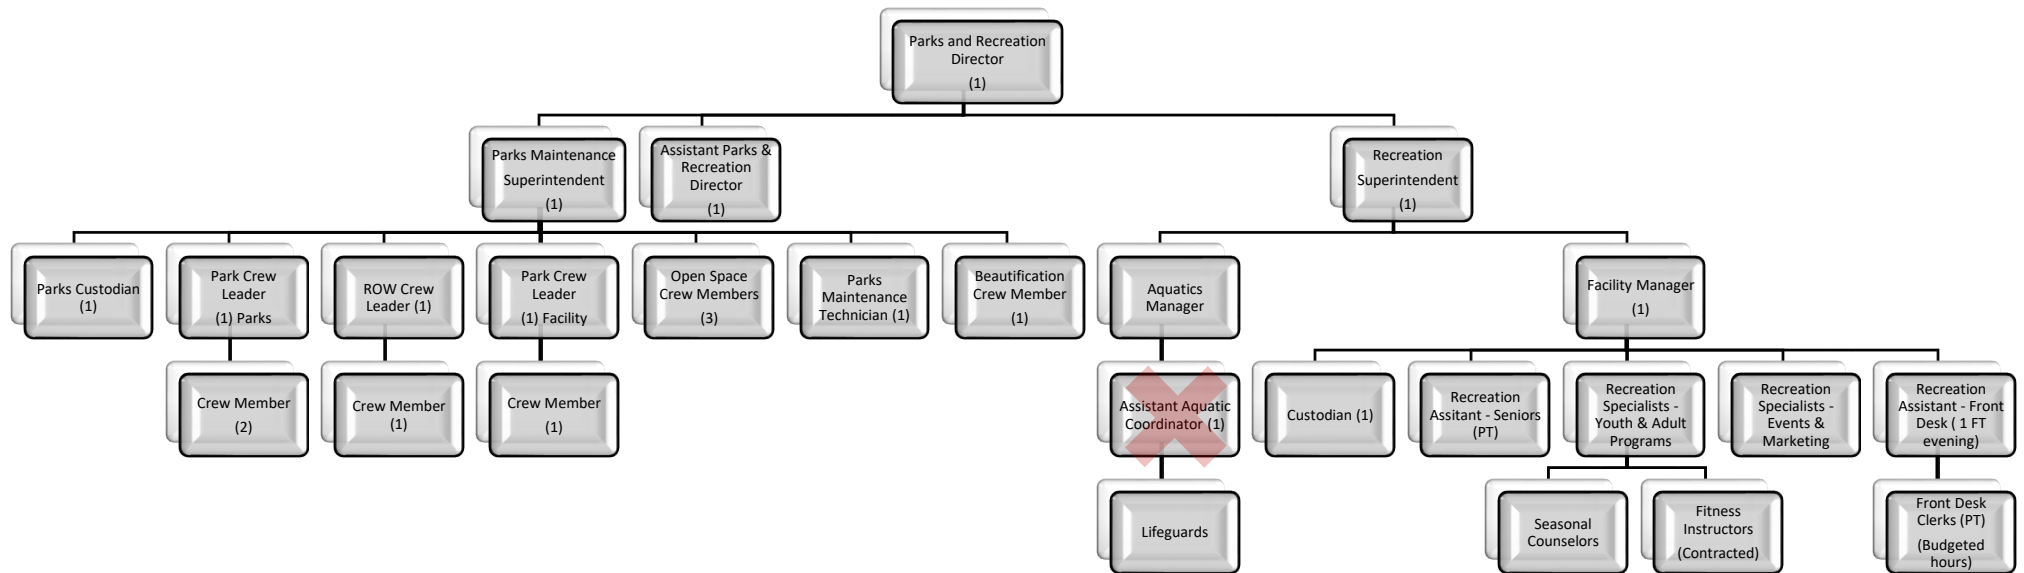 Parks and Recreation
Director
(1)
Parks Maintenance
Superintendent
(1)
Assistant Parks &
Recreation
Director
(1)
Recreation
Superintendent
(1)
Parks Custodian
(1)
Park Crew
Leader
(1) Parks
ROW Crew
Leader (1)
Park Crew
Leader
(1) Facility
Open Space
Crew Members
(3)
Parks
Maintenance
Technician (1)
Beautification
Crew Member
(1)
Aquatics
Manager
Facility Manager
(1)
Crew Member
(2)
Crew Member
(1)
Crew Member
(1)
Assistant Aquatic
Coordinator (1)
Custodian (1)
Recreation
Assitant - Seniors
(PT)
Recreation
Specialists -
Youth & Adult
Programs
Recreation
Specialists -
Events &
Marketing
Recreation
Assistant - Front
Desk ( 1 FT
evening)
Lifeguards
Seasonal
Counselors
Fitness
Instructors
(Contracted)
Front Desk
Clerks (PT)
(Budgeted
hours)